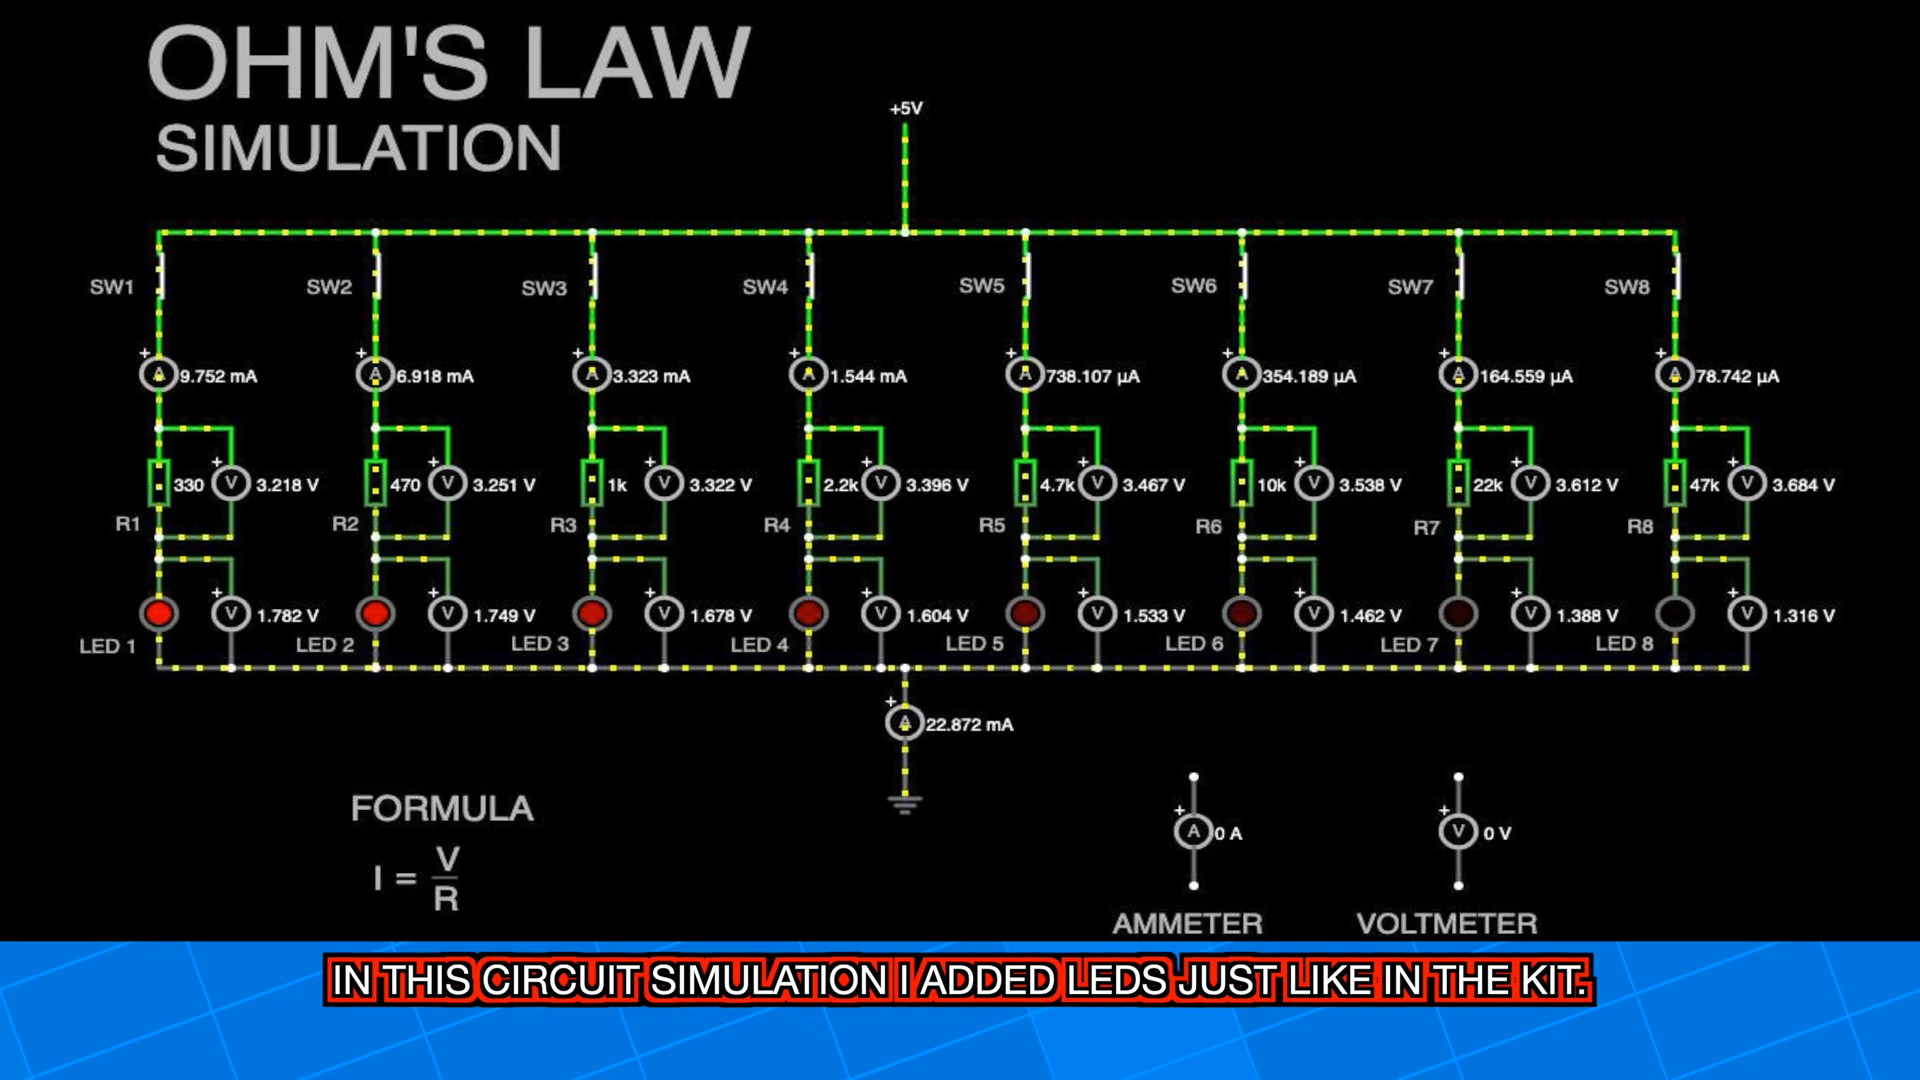 OHM'S LAW
SIMULATION
+5V
SW1 SW2 SW3 SW4 SW5 SW6 SW7 SW8
+ + + + + + + +
A 9.752 mA A 6.918 mA A 3.323 mA A 1.544 mA A 738.107 µA A 354.189 µA A 164.559 µA A 78.742 µA
+ + + + + + + +
330 V 3.218 V 470 V 3.251 V 1k V 3.322 V 2.2k V 3.396 V 4.7k V 3.467 V 10k V 3.538 V 22k V 3.612 V 47k V 3.684 V
R1 R2 R3 R4 R5 R6 R7 R8
+ + + + + + + +
V 1.782 V V 1.749 V V 1.678 V V 1.604 V V 1.533 V V 1.462 V V 1.388 V V 1.316 V
LED 1 LED 2 LED 3 LED 4 LED 5 LED 6 LED 7 LED 8
+
A 22.872 mA
FORMULA
I = V
R
+ +
A 0 A V 0 V
AMMETER VOLTMETER
IN THIS CIRCUIT SIMULATION I ADDED LEDS JUST LIKE IN THE KIT.